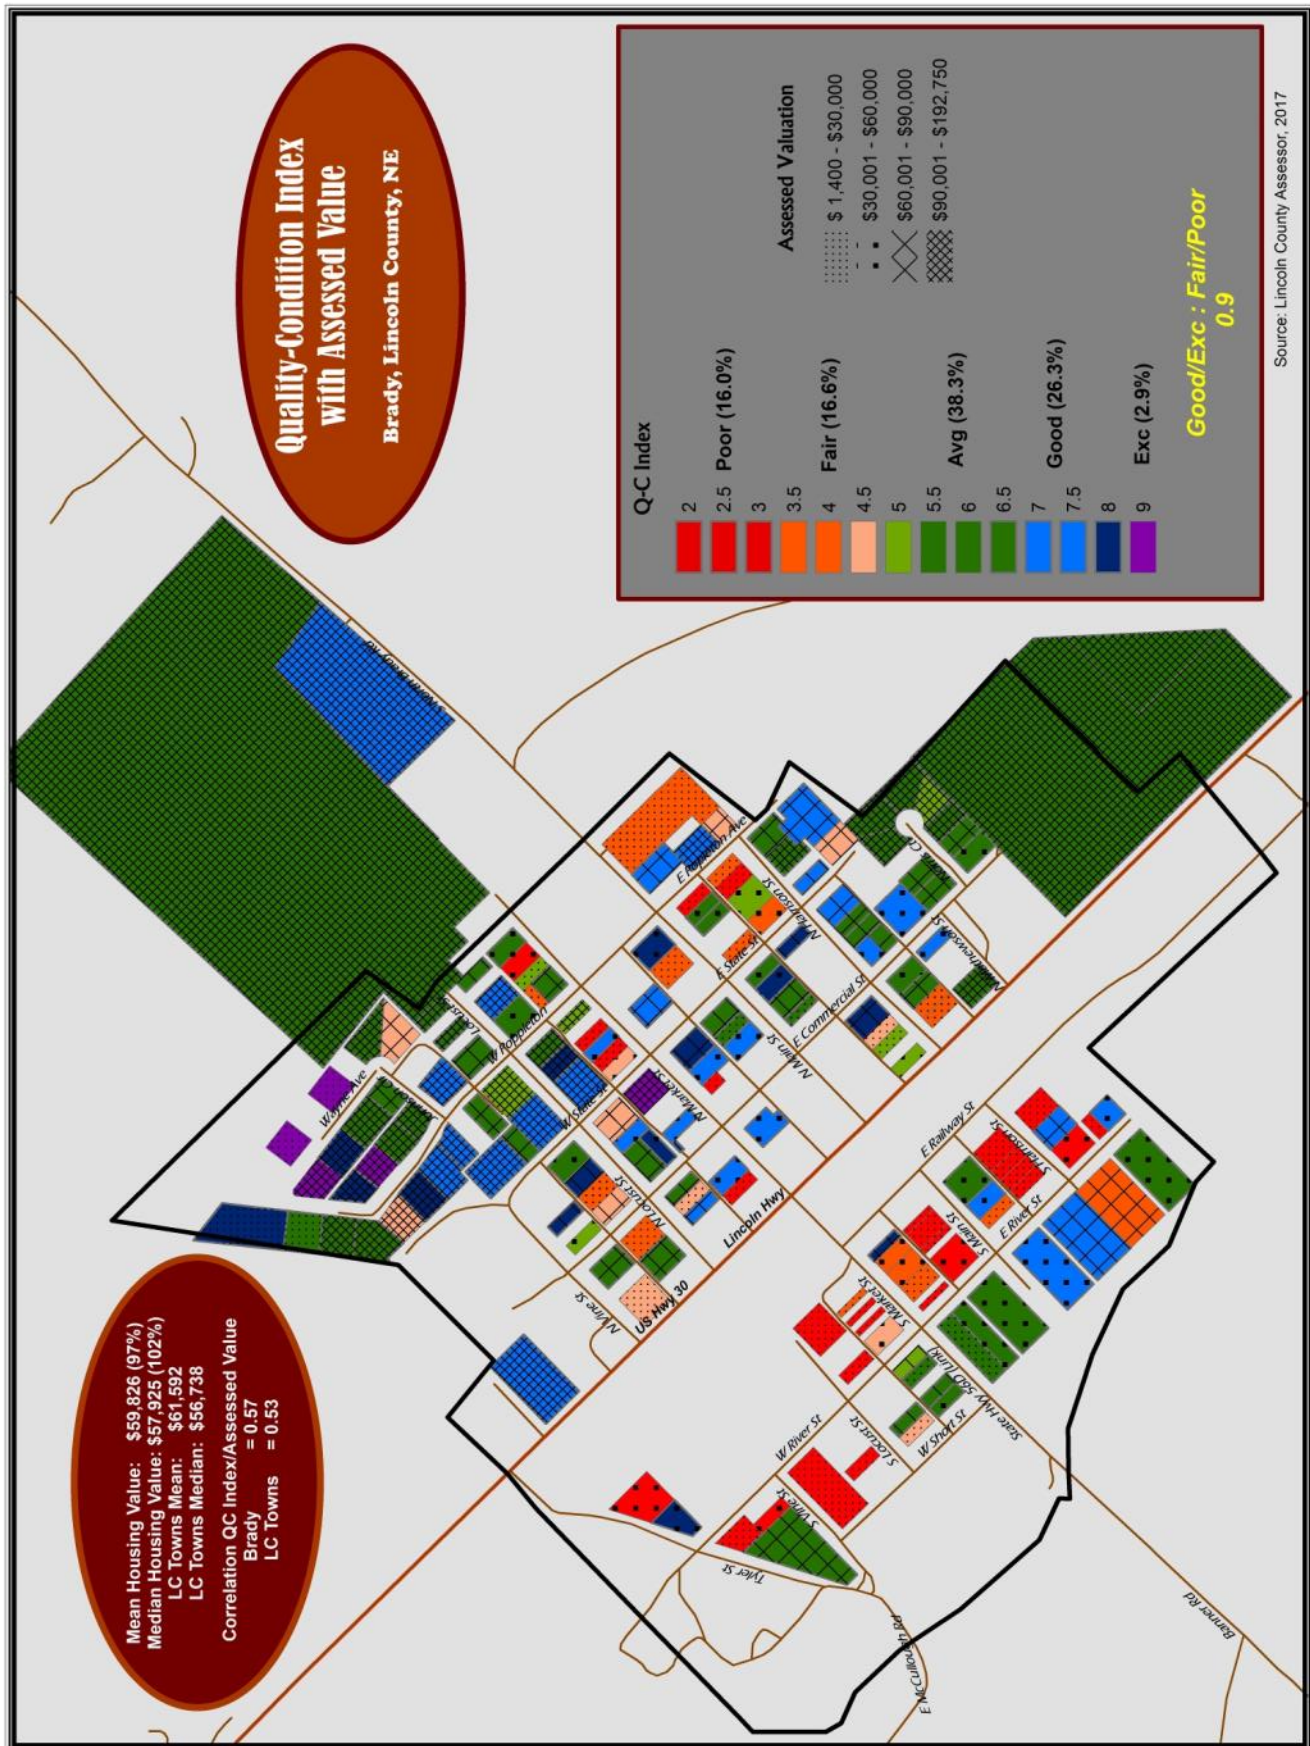 Quality-Condition Index
with Assessed Value
Brady, Lincoln County, NE
Mean Housing Value: $59,826 (97%)
Median Housing Value: $57,925 (102%)
LC Towns Mean: $61,592
LC Towns Median: $56,738
Correlation QC Index/Assessed Value
Brady = 0.57
LC Towns = 0.53
Q-C Index
2
2.5 Poor (16.0%)
3
3.5
4 Fair (16.6%)
4.5
5
5.5
6 Avg (38.3%)
6.5
7
7.5 Good (26.3%)
8
9 Exc (2.9%)
Assessed Valuation
$ 1,400 - $30,000
$30,001 - $60,000
$60,001 - $90,000
$90,001 - $192,750
Good/Exc : Fair/Poor
0.9
Source: Lincoln County Assessor, 2017
Wayne Ave
Locust St
W Roppleton
W State St
N Market St
N Locust St
N Vine St
US Hwy 30
Lincoln Hwy
N Main St
E Commercial St
E State St
N Harrison St
E Popleton Ave
N Mathewson St
E Railway St
S Harrison St
E River St
S Main St
S Market St
State Hwy 56D (Link)
W Short St
S Locust St
W River St
S Vine St
Tyler St
E McCullough Rd
Banner Rd